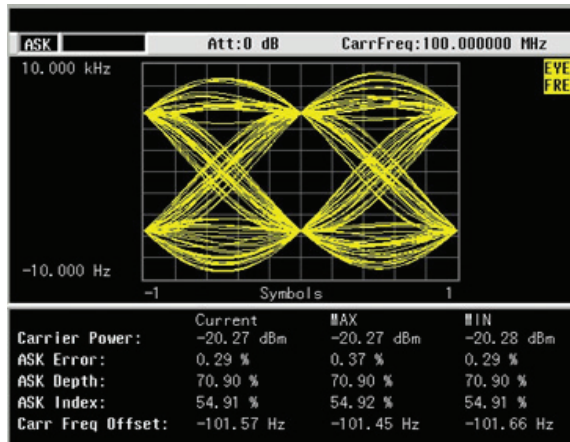 ASK Att:0 dB CarrFreq:100.000000 MHz
10.000 kHz
EYE
FRE
-10.000 Hz
-1 Symbols 1
Current MAX MIN
Carrier Power: -20.27 dBm -20.27 dBm -20.28 dBm
ASK Error: 0.29 % 0.37 % 0.29 %
ASK Depth: 70.90 % 70.90 % 70.90 %
ASK Index: 54.91 % 54.92 % 54.91 %
Carr Freq Offset: -101.57 Hz -101.45 Hz -101.66 Hz